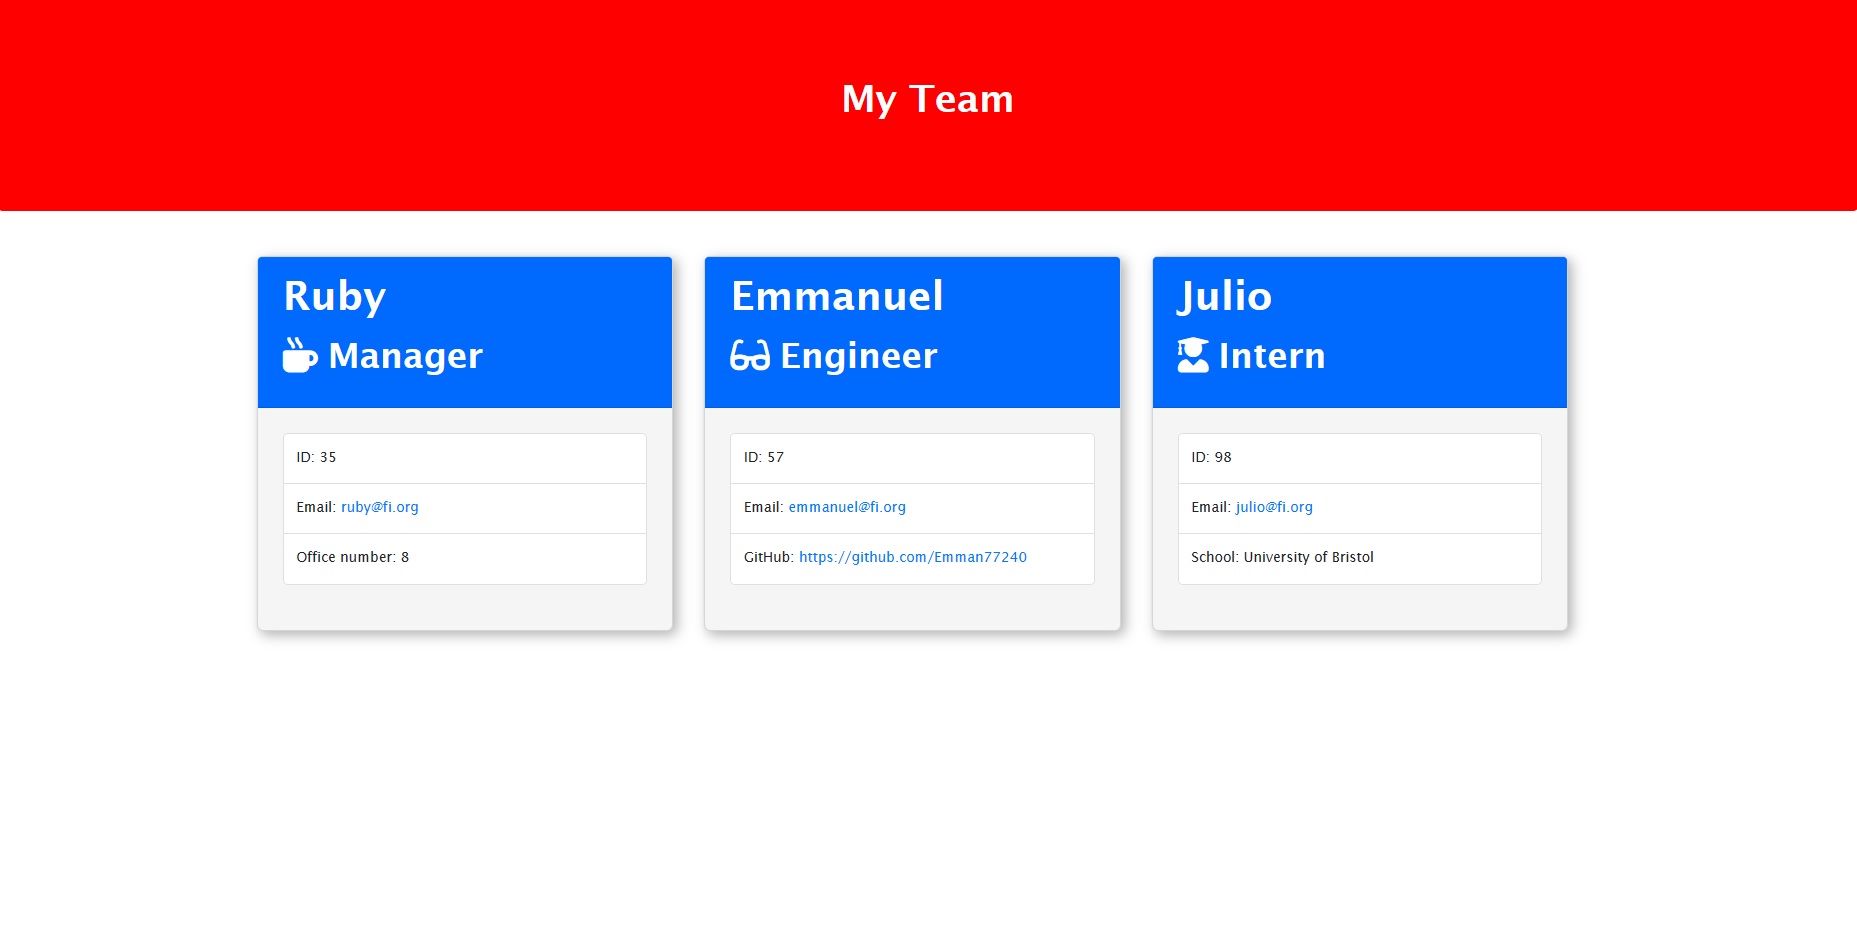 My Team
Ruby
Manager
ID: 35
Email: ruby@fi.org
Office number: 8
Emmanuel
Engineer
ID: 57
Email: emmanuel@fi.org
GitHub: https://github.com/Emman77240
Julio
Intern
ID: 98
Email: julio@fi.org
School: University of Bristol